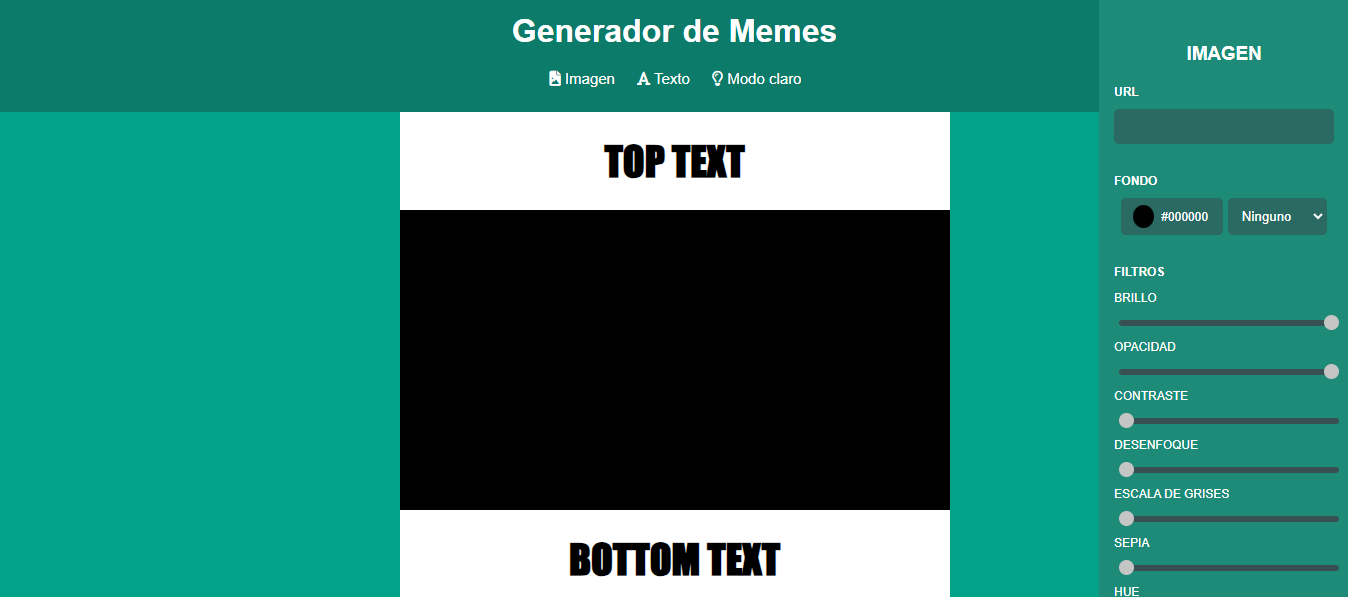 Generador de Memes
Imagen Texto Modo claro
TOP TEXT
BOTTOM TEXT
IMAGEN
URL
FONDO
#000000 Ninguno
FILTROS
BRILLO
OPACIDAD
CONTRASTE
DESENFOQUE
ESCALA DE GRISES
SEPIA
HUE